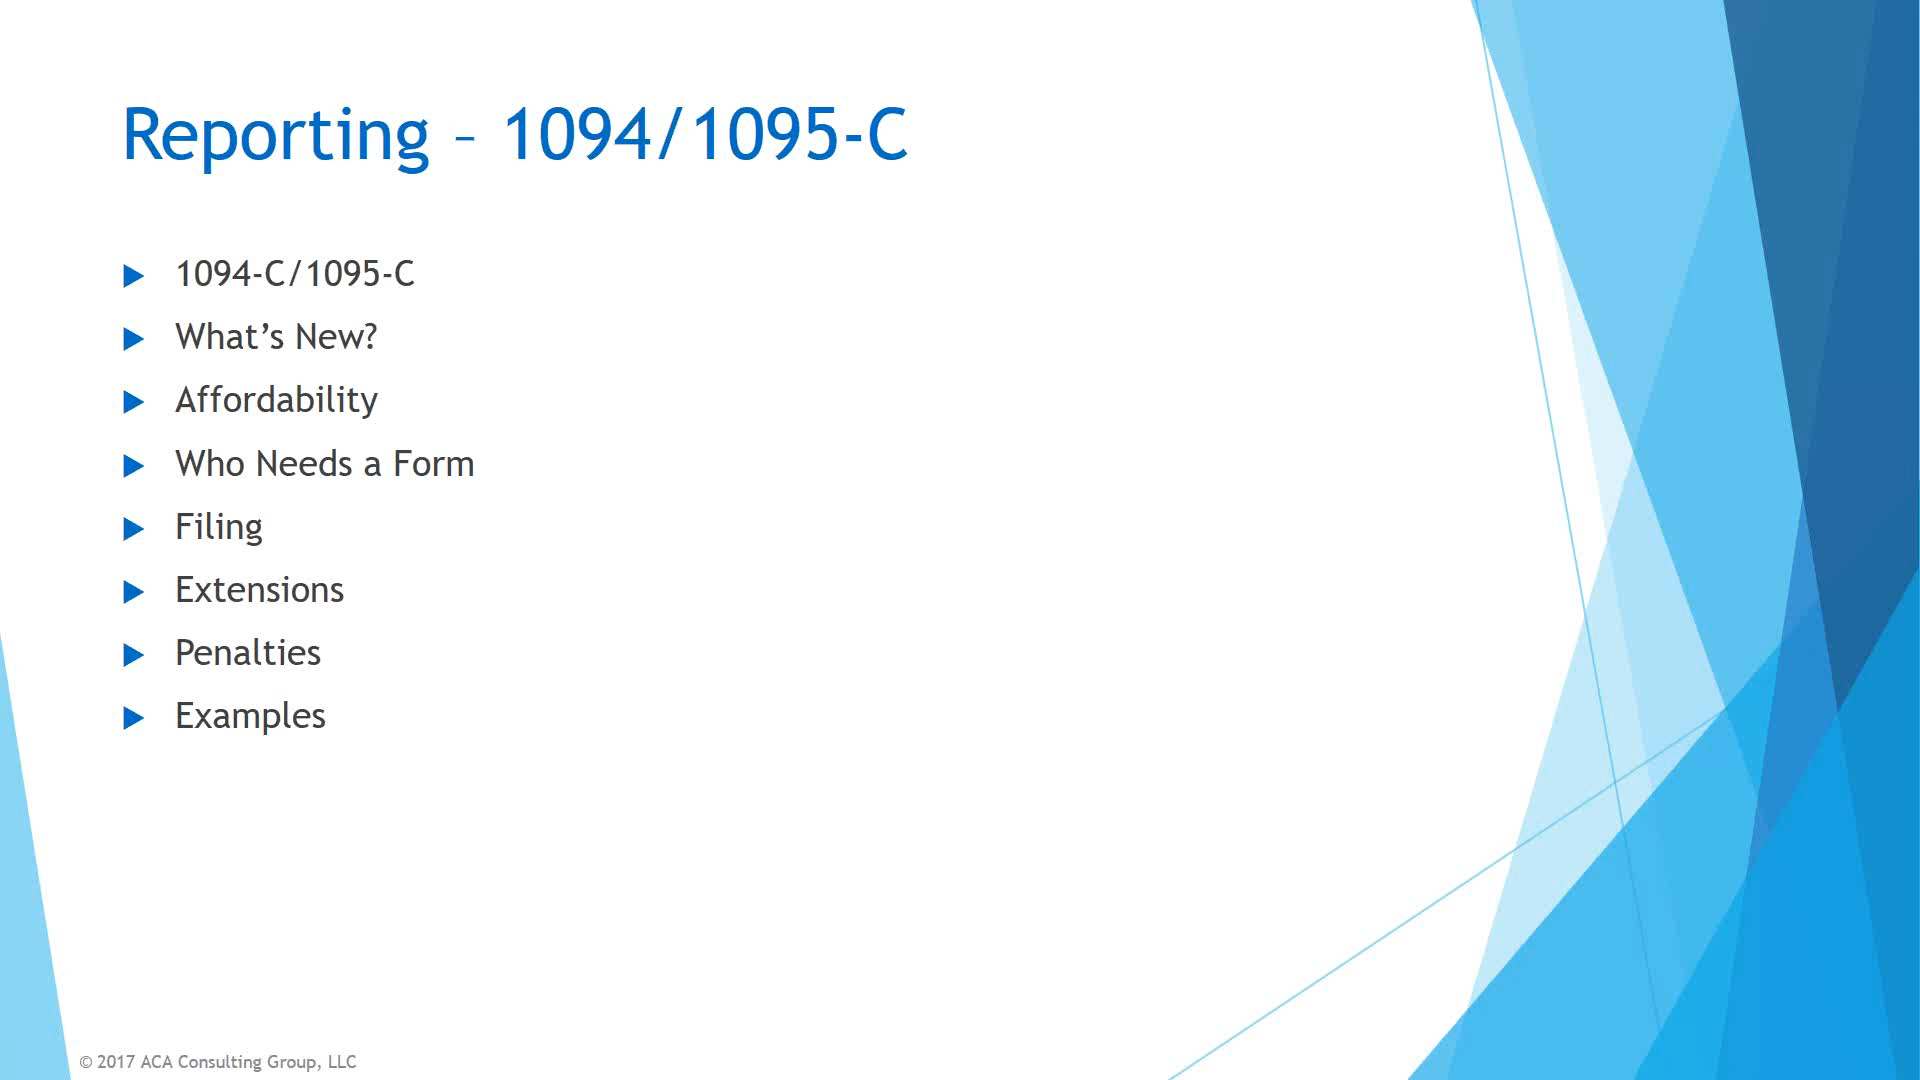 Reporting – 1094/1095-C
1094-C/1095-C
What’s New?
Affordability
Who Needs a Form
Filing
Extensions
Penalties
Examples
© 2017 ACA Consulting Group, LLC